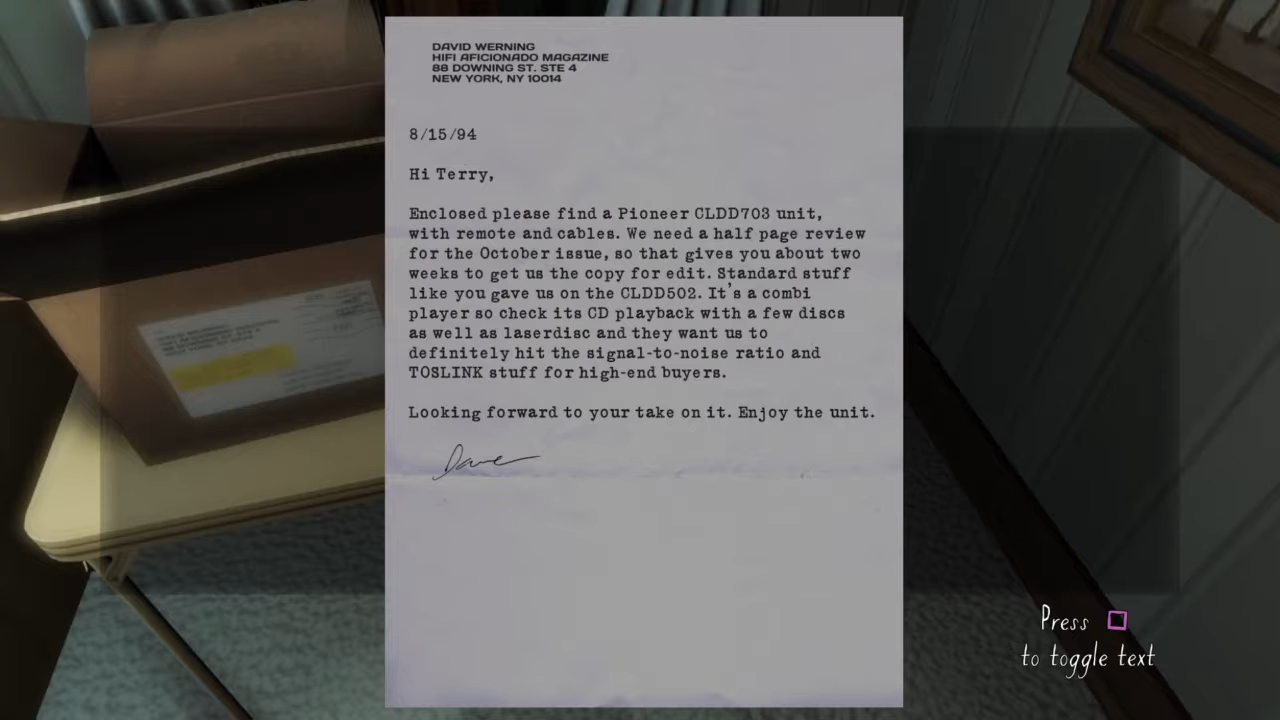 DAVID WERNING
HIFI AFICIONADO MAGAZINE
88 DOWNING ST. STE 4
NEW YORK, NY 10014
8/15/94
Hi Terry,
Enclosed please find a Pioneer CLDD703 unit,
with remote and cables. We need a half page review
for the October issue, so that gives you about two
weeks to get us the copy for edit. Standard stuff
like you gave us on the CLDD502. It's a combi
player so check its CD playback with a few discs
as well as laserdisc and they want us to
definitely hit the signal-to-noise ratio and
TOSLINK stuff for high-end buyers.
Looking forward to your take on it. Enjoy the unit.
Dave
Press
to toggle text